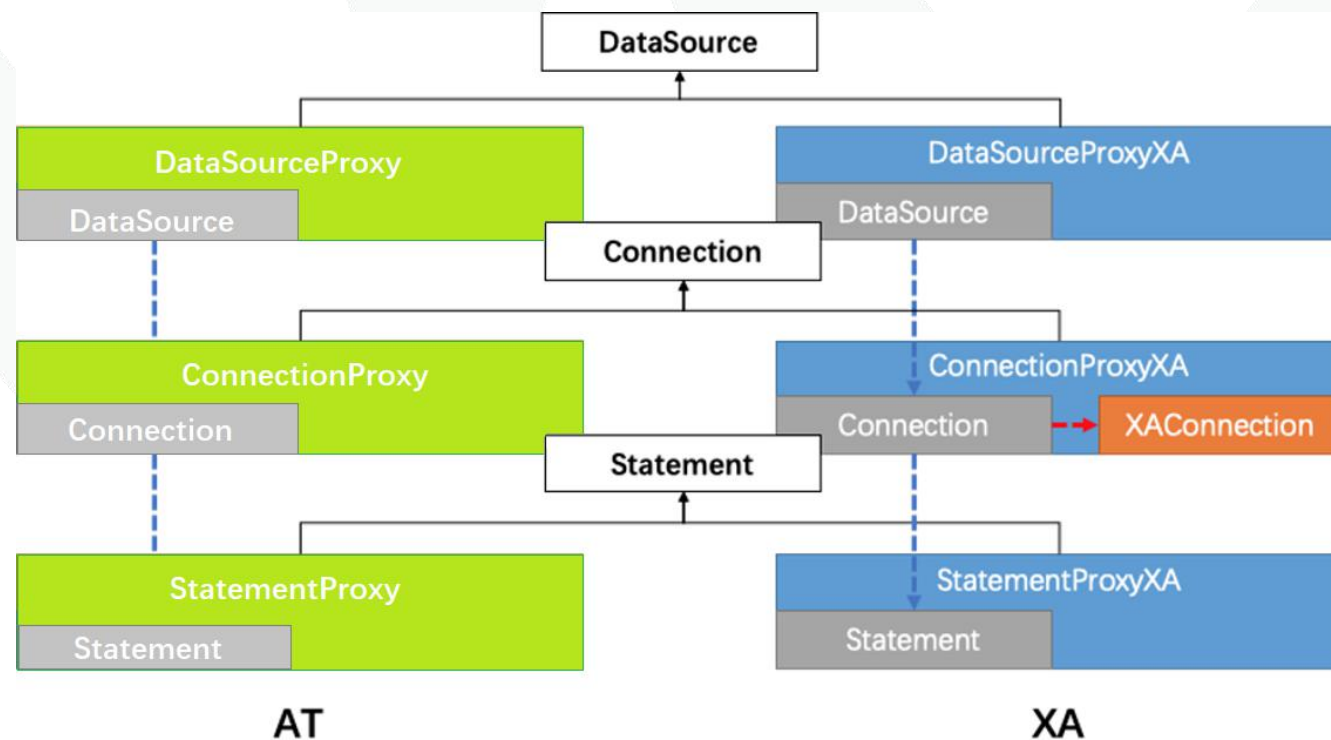 DataSource
DataSourceProxy
DataSourceProxyXA
DataSource
DataSource
Connection
ConnectionProxy
ConnectionProxyXA
Connection
Connection
XAConnection
Statement
StatementProxy
StatementProxyXA
Statement
Statement
AT
XA